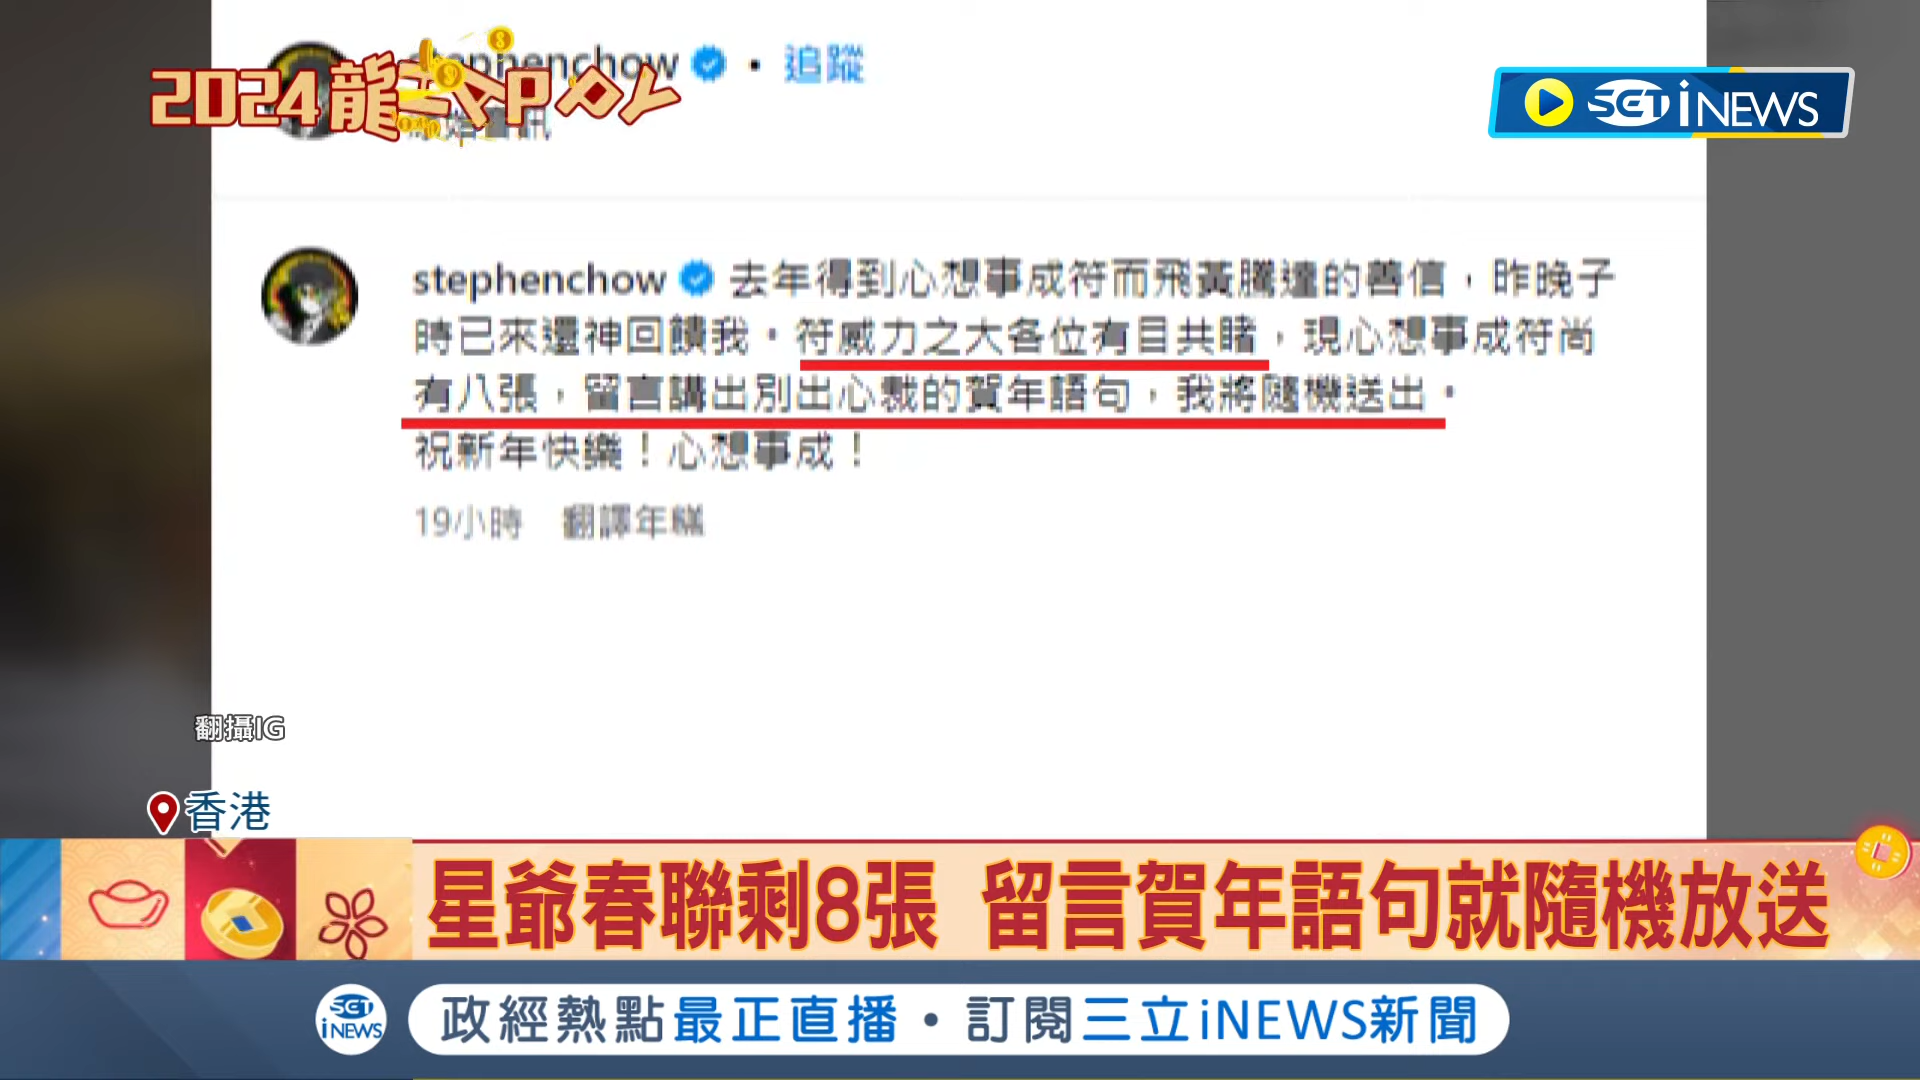 2024龍HAPPY
stephenchow • 追蹤
SET iNEWS
stephenchow 去年得到心想事成符而飛黃騰達的善信，昨晚子
時已來還神回饋我。符威力之大各位有目共睹，現心想事成符尚
有八張，留言講出別出心裁的賀年語句，我將隨機送出。
祝新年快樂！心想事成！
19小時 翻譯年糕
翻攝IG
香港
星爺春聯剩8張 留言賀年語句就隨機放送
SET iNEWS 政經熱點最正直播・訂閱三立iNEWS新聞